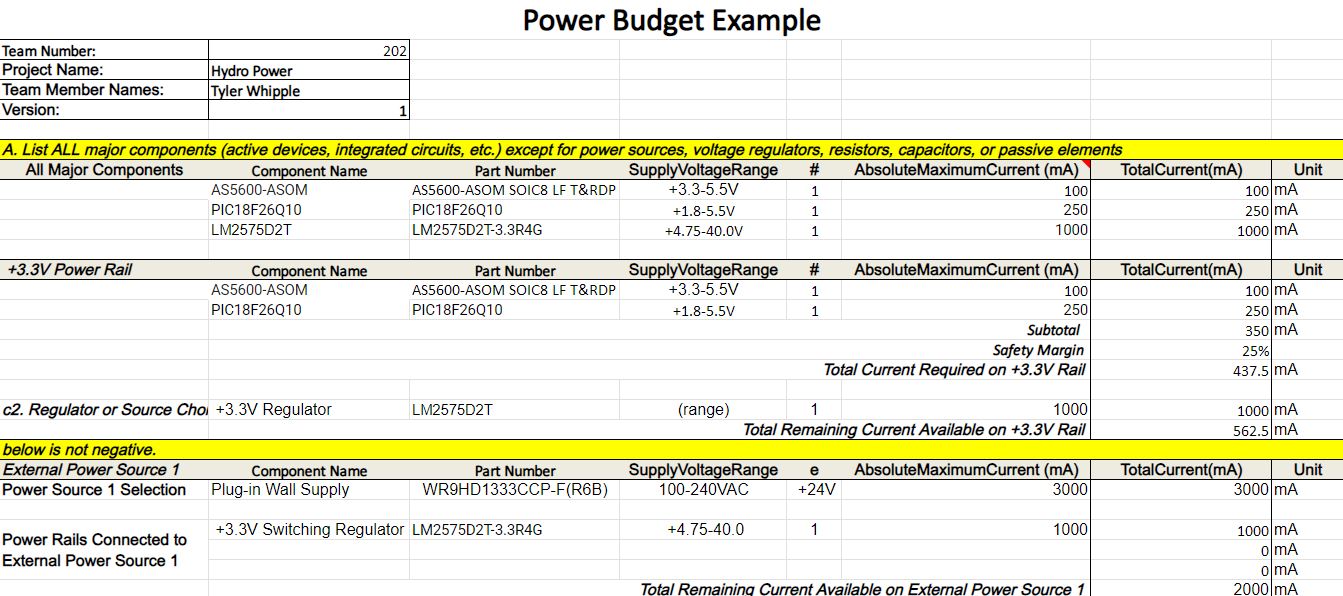 Power Budget Example
Team Number: 202
Project Name: Hydro Power
Team Member Names: Tyler Whipple
Version: 1
A. List ALL major components (active devices, integrated circuits, etc.) except for power sources, voltage regulators, resistors, capacitors, or passive elements
All Major Components Component Name Part Number SupplyVoltageRange # AbsoluteMaximumCurrent (mA) TotalCurrent(mA) Unit
AS5600-ASOM AS5600-ASOM SOIC8 LF T&RDP +3.3-5.5V 1 100 100 mA
PIC18F26Q10 PIC18F26Q10 +1.8-5.5V 1 250 250 mA
LM2575D2T LM2575D2T-3.3R4G +4.75-40.0V 1 1000 1000 mA
+3.3V Power Rail Component Name Part Number SupplyVoltageRange # AbsoluteMaximumCurrent (mA) TotalCurrent(mA) Unit
AS5600-ASOM AS5600-ASOM SOIC8 LF T&RDP +3.3-5.5V 1 100 100 mA
PIC18F26Q10 PIC18F26Q10 +1.8-5.5V 1 250 250 mA
Subtotal 350 mA
Safety Margin 25%
Total Current Required on +3.3V Rail 437.5 mA
c2. Regulator or Source Choi +3.3V Regulator LM2575D2T (range) 1 1000 1000 mA
Total Remaining Current Available on +3.3V Rail 562.5 mA
below is not negative.
External Power Source 1 Component Name Part Number SupplyVoltageRange e AbsoluteMaximumCurrent (mA) TotalCurrent(mA) Unit
Power Source 1 Selection Plug-in Wall Supply WR9HD1333CCP-F(R6B) 100-240VAC +24V 3000 3000 mA
+3.3V Switching Regulator LM2575D2T-3.3R4G +4.75-40.0 1 1000 1000 mA
Power Rails Connected to
0 mA
External Power Source 1
0 mA
Total Remaining Current Available on External Power Source 1 2000 mA